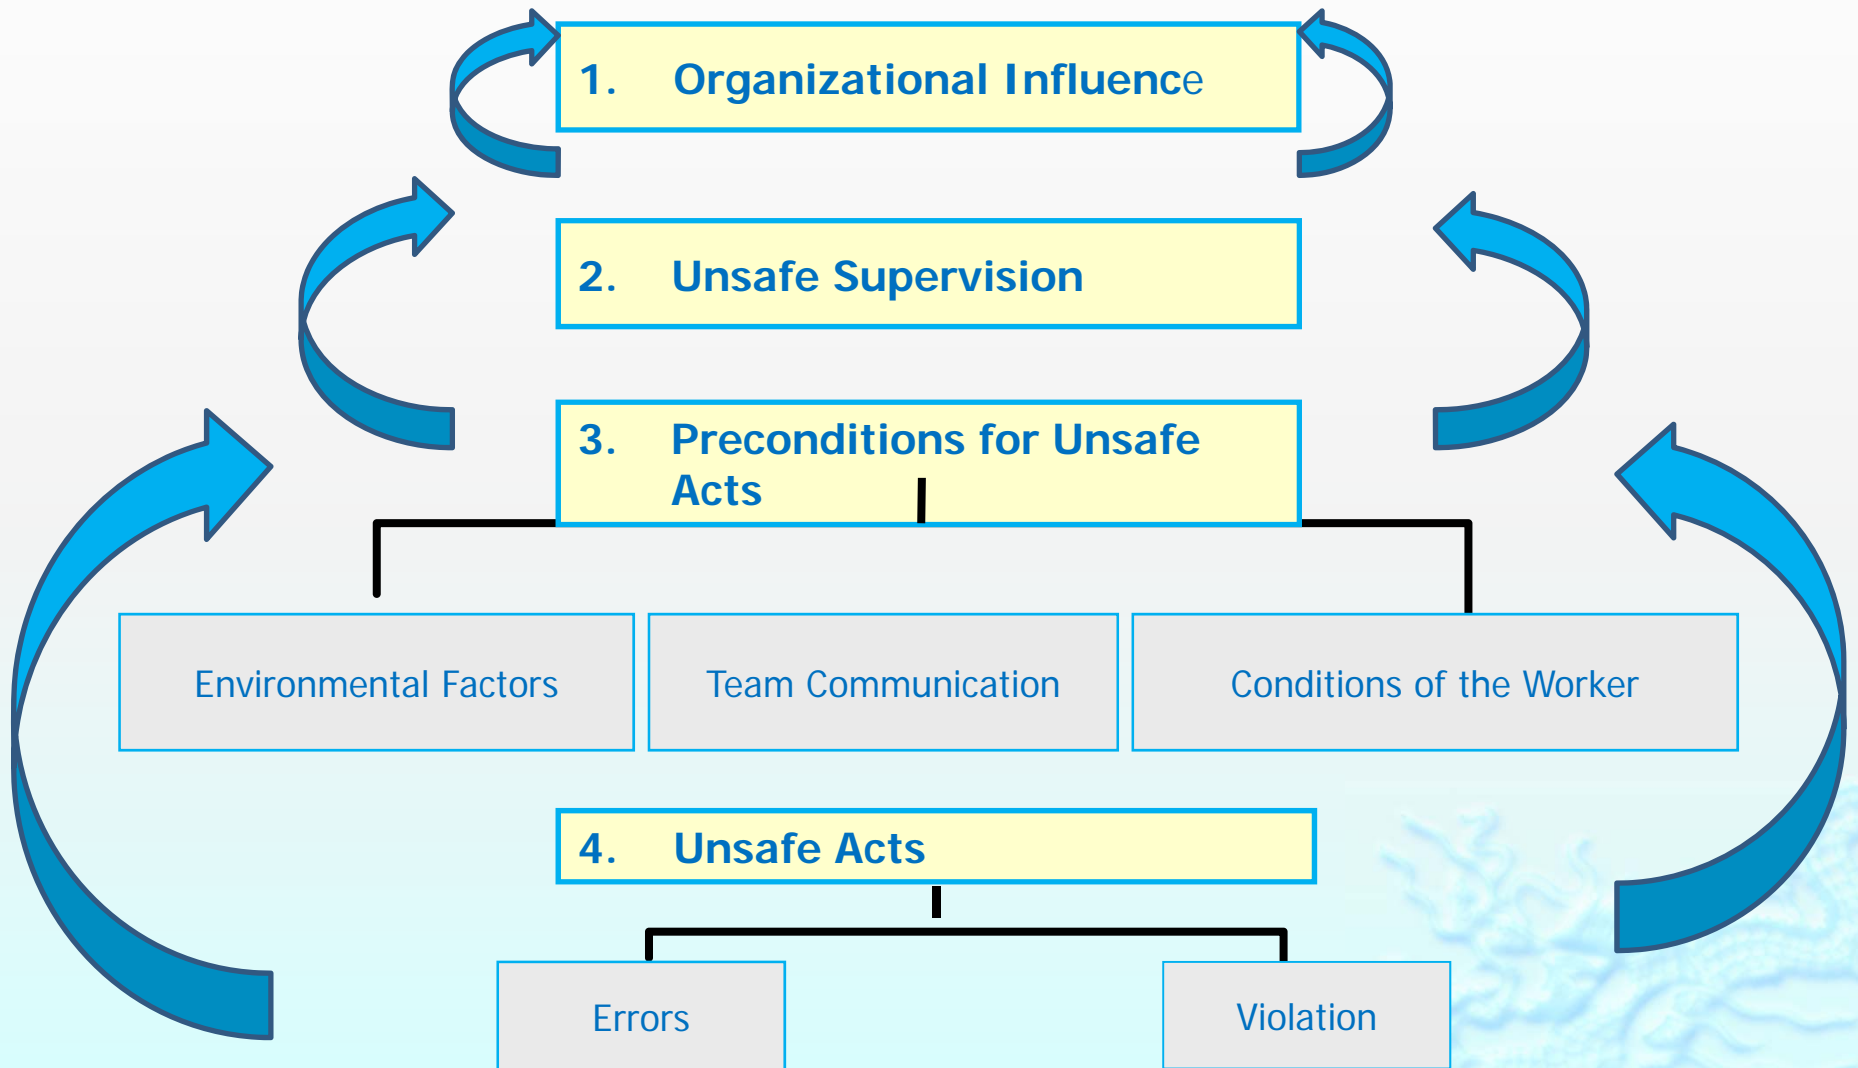 1. Organizational Influence
2. Unsafe Supervision
3. Preconditions for Unsafe
Acts
Environmental Factors
Team Communication
Conditions of the Worker
4. Unsafe Acts
Errors
Violation